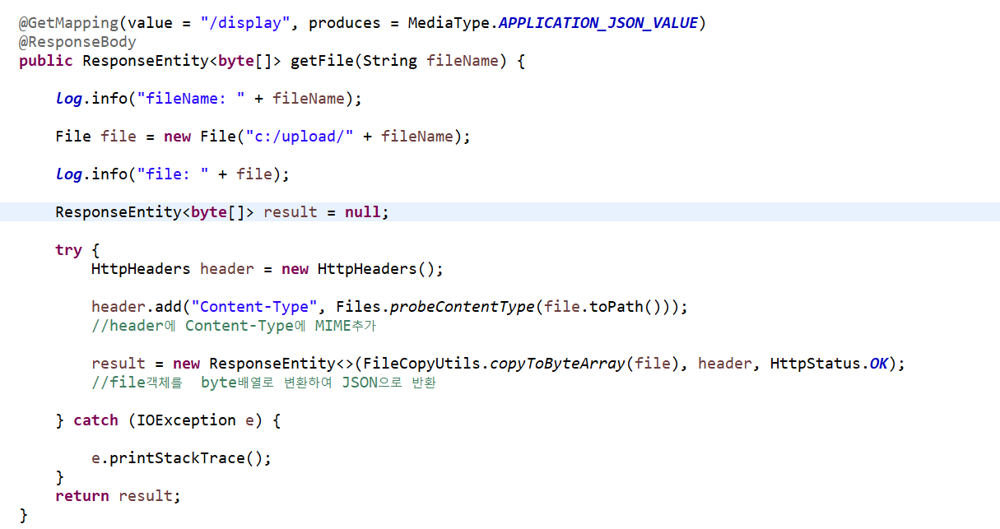 @GetMapping(value = "/display", produces = MediaType.APPLICATION_JSON_VALUE)
@ResponseBody
public ResponseEntity<byte[]> getFile(String fileName) {
log.info("fileName: " + fileName);
File file = new File("c:/upload/" + fileName);
log.info("file: " + file);
ResponseEntity<byte[]> result = null;
try {
HttpHeaders header = new HttpHeaders();
header.add("Content-Type", Files.probeContentType(file.toPath()));
//header에 Content-Type에 MIME추가
result = new ResponseEntity<>(FileCopyUtils.copyToByteArray(file), header, HttpStatus.OK);
//file객체를  byte배열로 변환하여 JSON으로 반환
} catch (IOException e) {
e.printStackTrace();
}
return result;
}